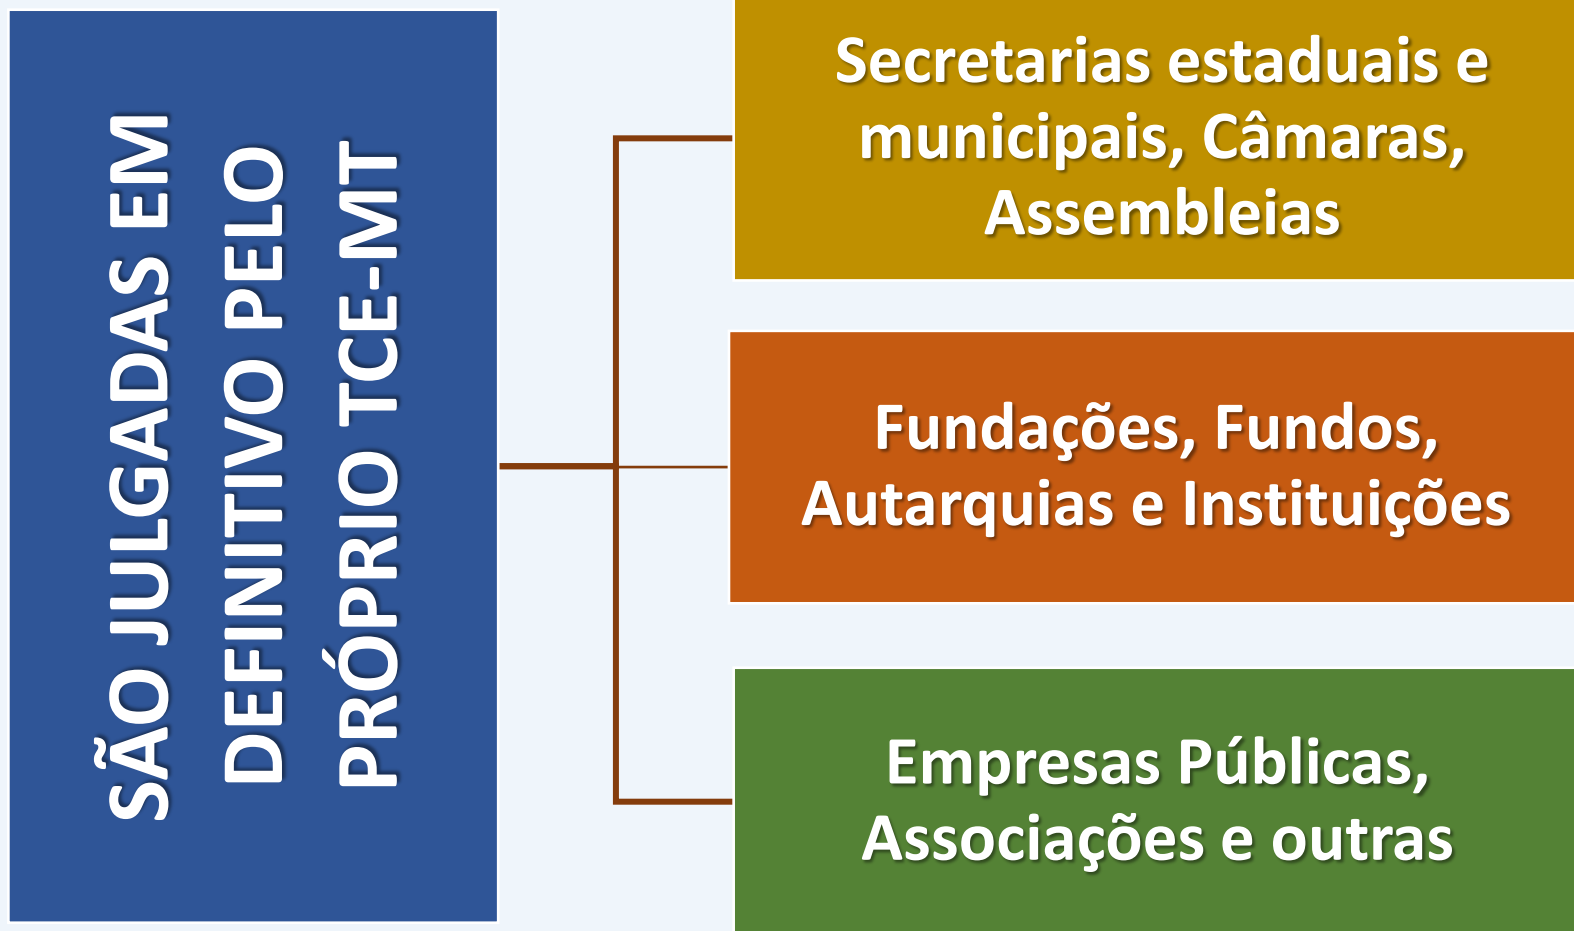 SÃO JULGADAS EM
DEFINITIVO PELO
PRÓPRIO TCE-MT
Secretarias estaduais e
municipais, Câmaras,
Assembleias
Fundações, Fundos,
Autarquias e Instituições
Empresas Públicas,
Associações e outras